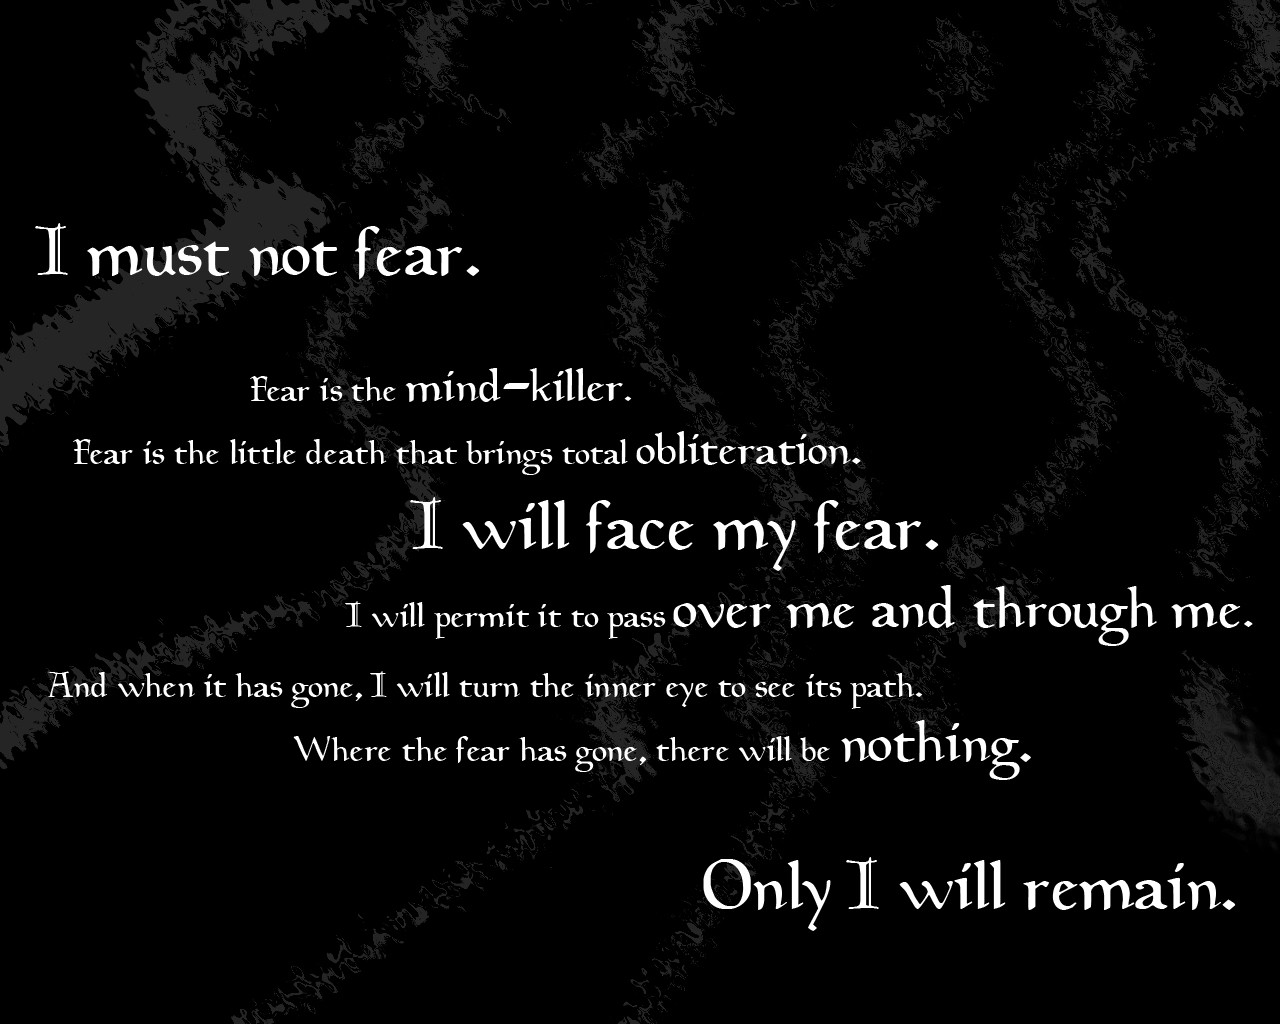 I must not fear.
Fear is the mind-killer.
Fear is the little death that brings total obliteration.
I will face my fear.
I will permit it to pass over me and through me.
And when it has gone, I will turn the inner eye to see its path.
Where the fear has gone, there will be nothing.
Only I will remain.